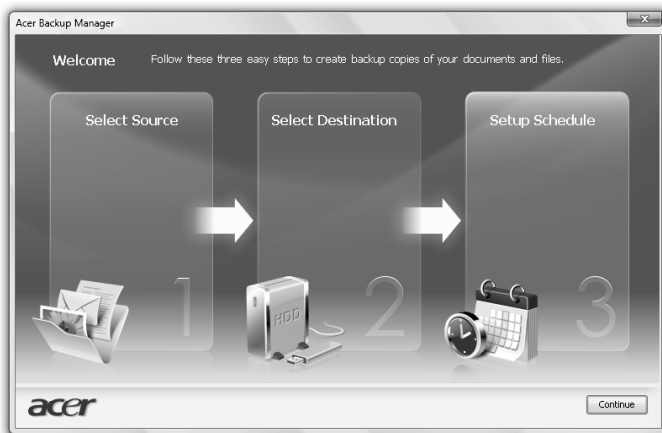 Acer Backup Manager
x
Welcome
Follow these three easy steps to create backup copies of your documents and files.
Select Source
Select Destination
Setup Schedule
1
HDD
2
3
acer
Continue